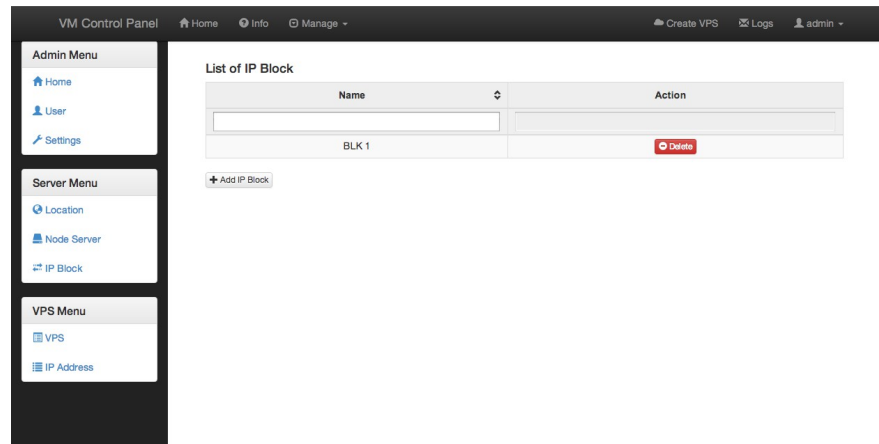 VM Control Panel Home Info Manage Create VPS Logs admin
Admin Menu
Home
User
Settings
Server Menu
Location
Node Server
IP Block
VPS Menu
VPS
IP Address
List of IP Block
Name Action
BLK 1 Delete
Add IP Block